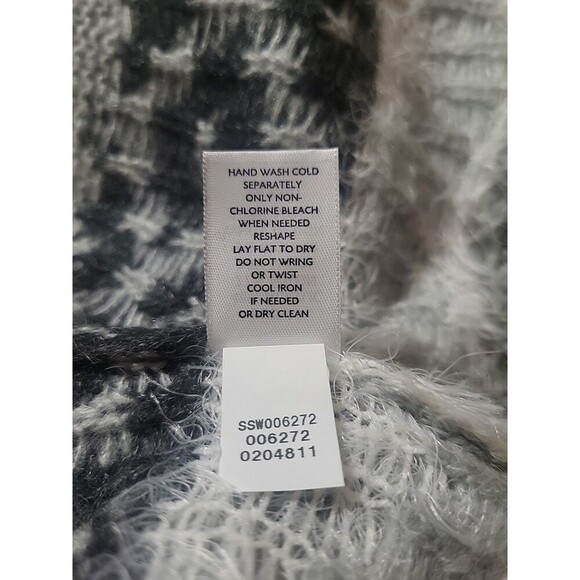 HAND WASH COLD
SEPARATELY
ONLY NON-
CHLORINE BLEACH
WHEN NEEDED
RESHAPE
LAY FLAT TO DRY
DO NOT WRING
OR TWIST
COOL IRON
IF NEEDED
OR DRY CLEAN
SSW006272
006272
0204811